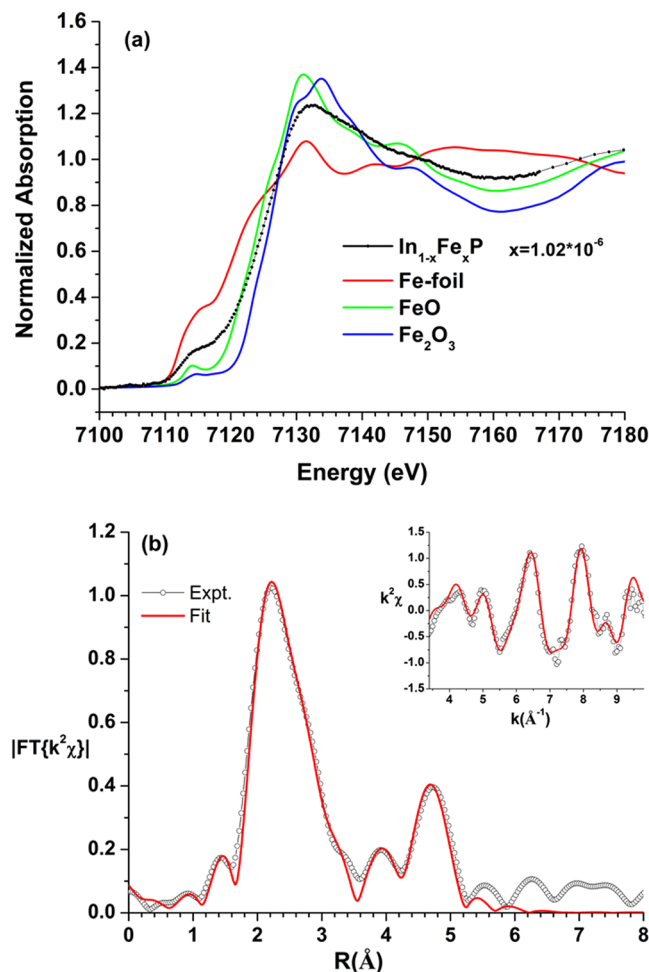 (a)
1.6
1.4
1.2
1.0
0.8
0.6
0.4
0.2
0.0
Normalized Absorption
In₁₋ₓFeₓP x=1.02*10⁻⁶
Fe-foil
FeO
Fe₂O₃
7100 7110 7120 7130 7140 7150 7160 7170 7180
Energy (eV)
(b)
1.2
1.0
0.8
0.6
0.4
0.2
0.0
|FT{k²χ}|
Expt.
Fit
1.5
1.0
0.5
0.0
-0.5
-1.0
-1.5
k²χ
4 5 6 7 8 9
k(Å⁻¹)
0 1 2 3 4 5 6 7 8
R(Å)